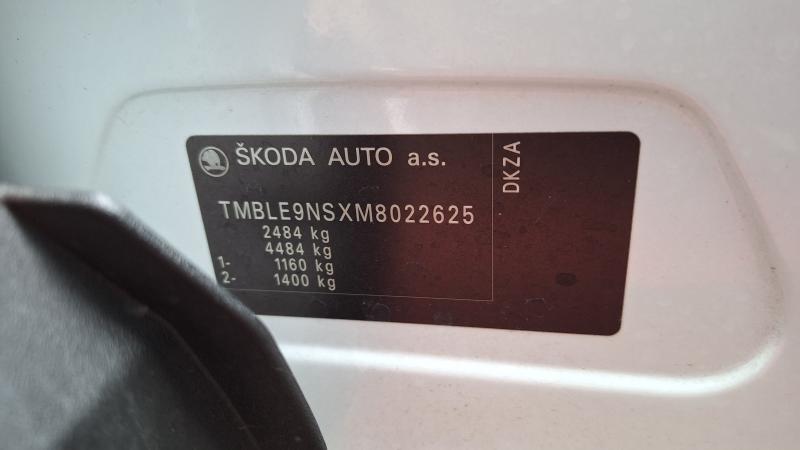 ŠKODA AUTO a.s.
DKZA
TMBLE9NSXM8022625
2484 kg
4484 kg
1- 1160 kg
2- 1400 kg